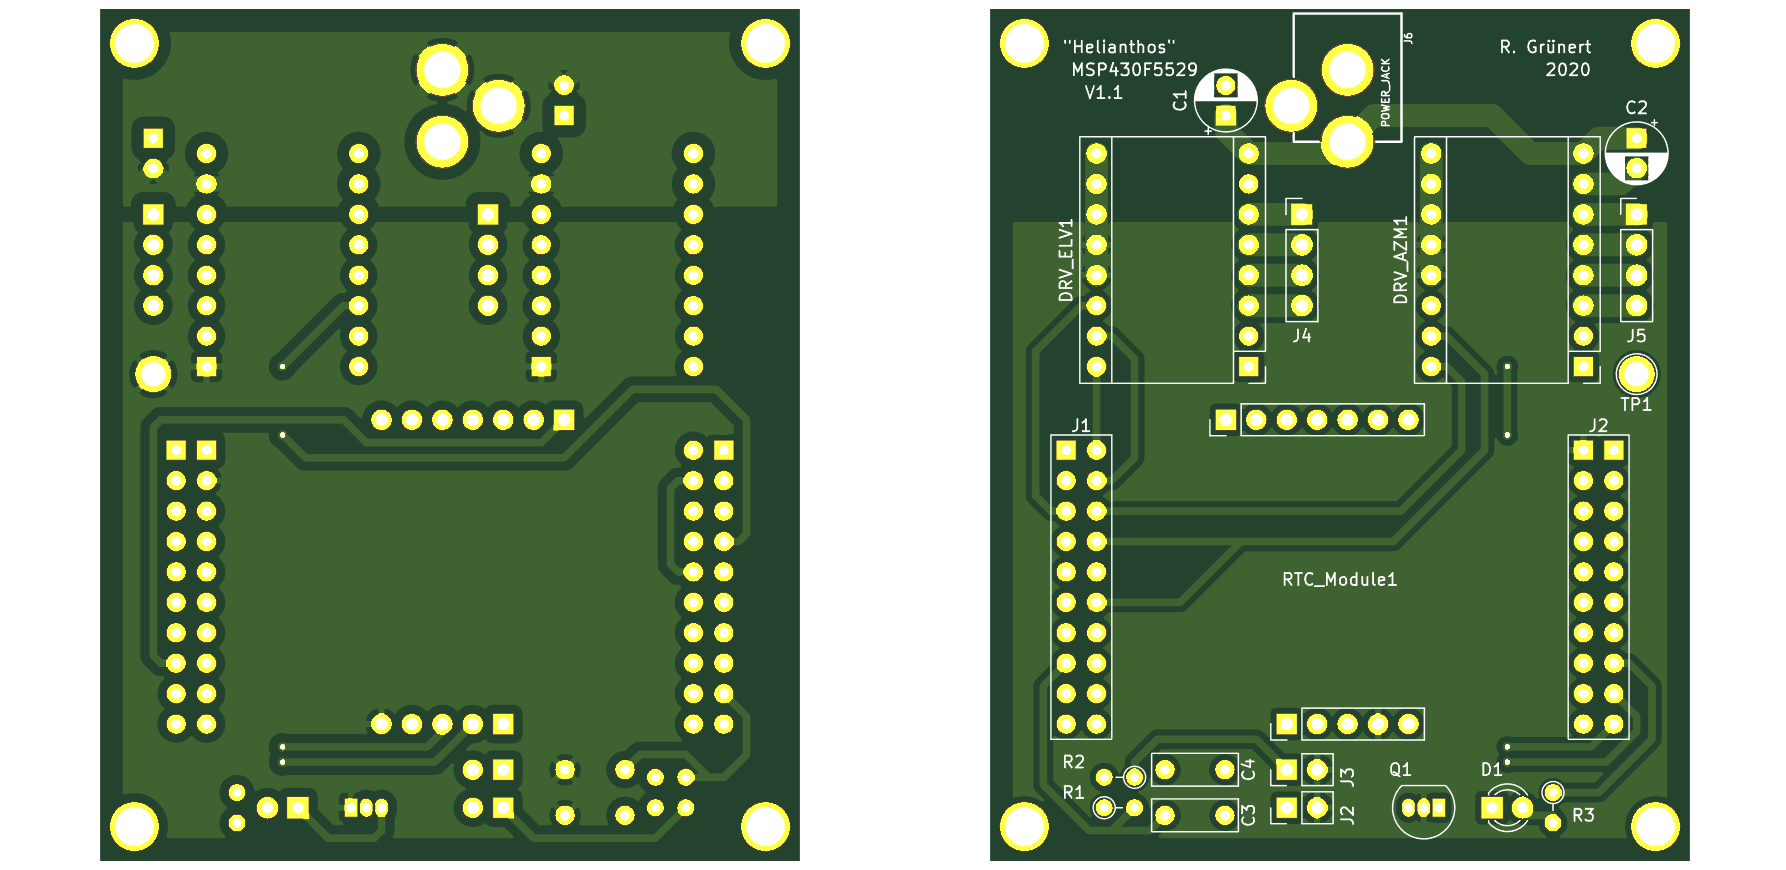 "Helianthos"
MSP430F5529
V1.1
R. Grünert
2020
J6
POWER_JACK
C1
+
C2
+
DRV_ELV1
DRV_AZM1
J4
J5
TP1
J1
J2
RTC_Module1
R2
R1
C4
C3
J3
J2
Q1
D1
R3